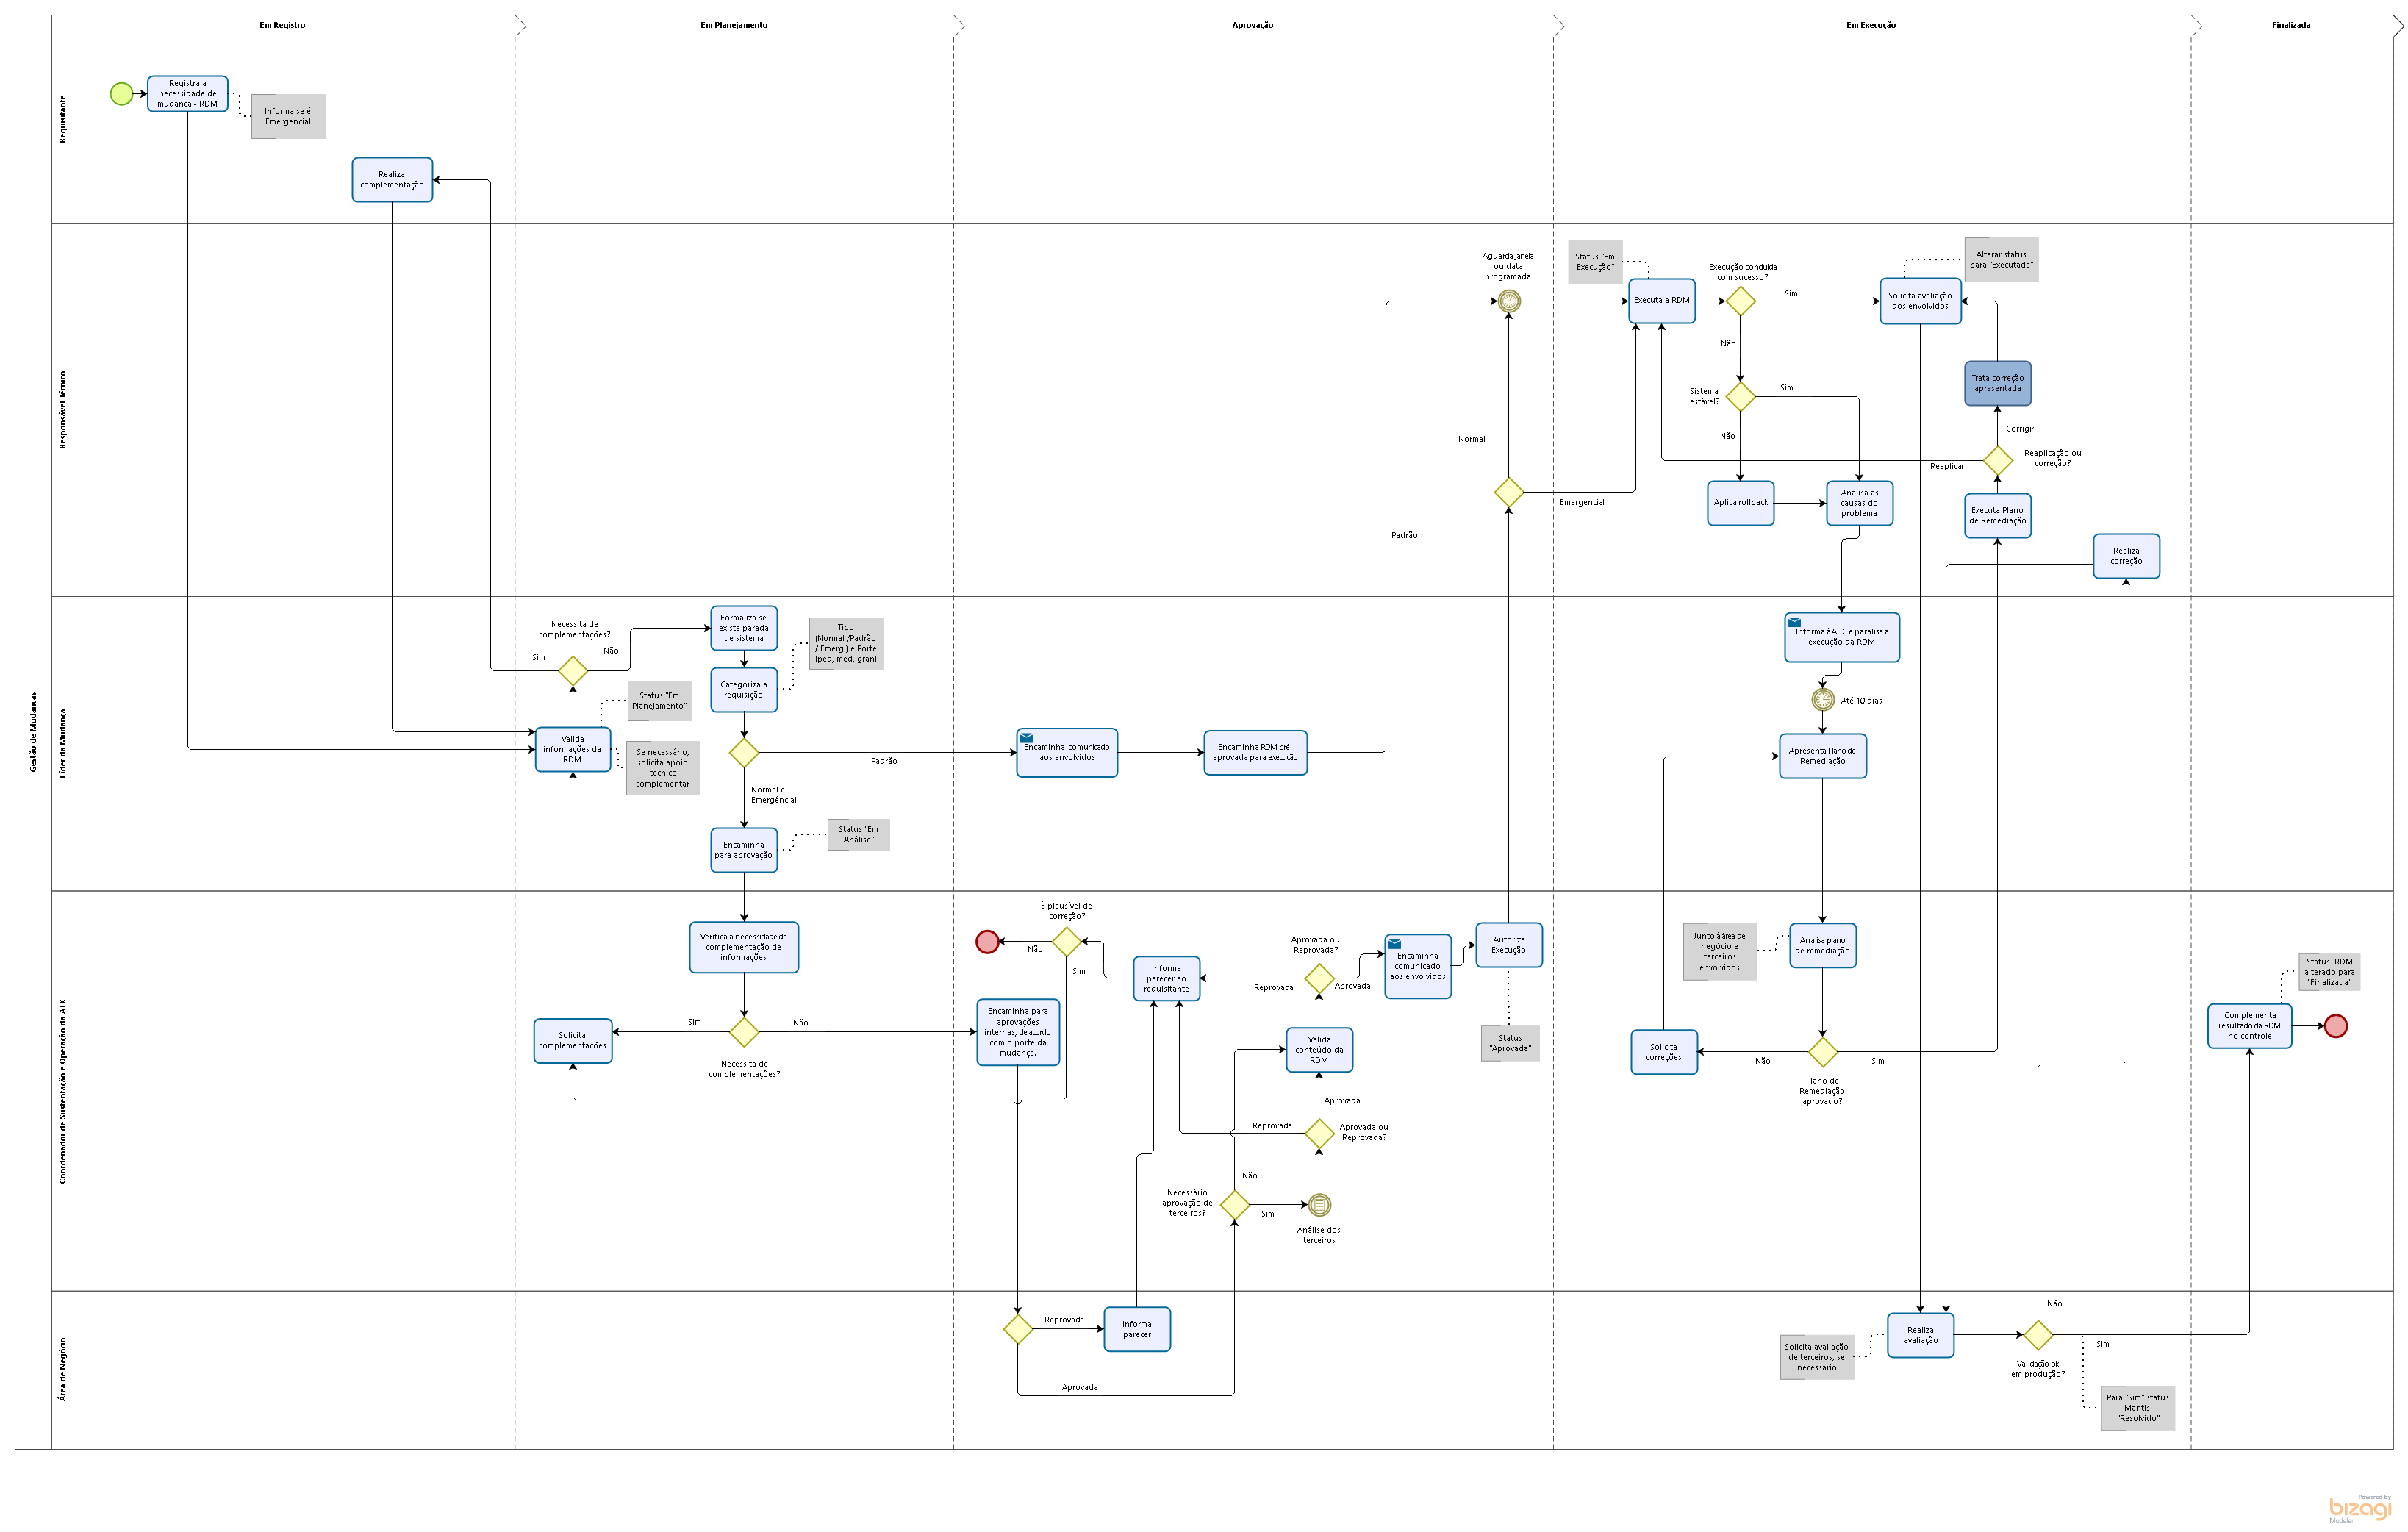 Em Registro
Em Planejamento
Aprovação
Em Execução
Finalizada
Gestão de Mudanças
Requisitante
Registra a
necessidade de
mudança - RDM
Informa se é
Emergencial
Realiza
complementação
Responsável Técnico
Aguarda janela
ou data
programada
Status "Em
Execução"
Executa a RDM
Execução conduída
com sucesso?
Sim
Não
Solicita avaliação
dos envolvidos
Alterar status
para "Executada"
Sistema
estável?
Sim
Não
Trata correção
apresentada
Corrigir
Reaplicação ou
correção?
Reaplicar
Normal
Emergencial
Padrão
Aplica rollback
Analisa as
causas do
problema
Executa Plano
de Remediação
Realiza
correção
Líder da Mudança
Necessita de
complementações?
Sim
Não
Formaliza se
existe parada
de sistema
Tipo
(Normal /Padrão
/ Emerg.) e Porte
(peq, med, gran)
Categoriza a
requisição
Status "Em
Planejamento"
Valida
informações da
RDM
Se necessário,
solicita apoio
técnico
complementar
Padrão
Normal e
Emergêncial
Encaminha
para aprovação
Status "Em
Análise"
Encaminha comunicado
aos envolvidos
Encaminha RDM pré-
aprovada para execução
Informa à ATIC e paralisa a
execução da RDM
Até 10 dias
Apresenta Plano de
Remediação
Coordenador de Sustentação e Operação da ATIC
Verifica a necessidade de
complementação de
informações
Sim
Não
Necessita de
complementações?
Solicita
complementações
É plausível de
correção?
Não
Sim
Encaminha para
aprovações
internas, de acordo
com o porte da
mudança.
Informa
parecer ao
requisitante
Aprovada ou
Reprovada?
Reprovada
Aprovada
Encaminha
comunicado
aos envolvidos
Autoriza
Execução
Status
"Aprovada"
Valida
conteúdo da
RDM
Aprovada
Reprovada
Aprovada ou
Reprovada?
Não
Necessário
aprovação de
terceiros?
Sim
Análise dos
terceiros
Junto à área de
negócio e
terceiros
envolvidos
Analisa plano
de remediação
Solicita
correções
Não
Sim
Plano de
Remediação
aprovado?
Status RDM
alterado para
"Finalizada"
Complementa
resultado da RDM
no controle
Área de Negócio
Reprovada
Informa
parecer
Aprovada
Solicita avaliação
de terceiros, se
necessário
Realiza
avaliação
Não
Sim
Validação ok
em produção?
Para "Sim" status
Mantis:
"Resolvido"
Powered by
bizagi
Modeler